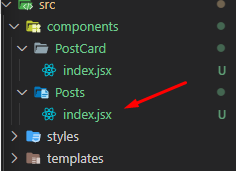 src
components
PostCard
index.jsx U
Posts
index.jsx U
styles
templates